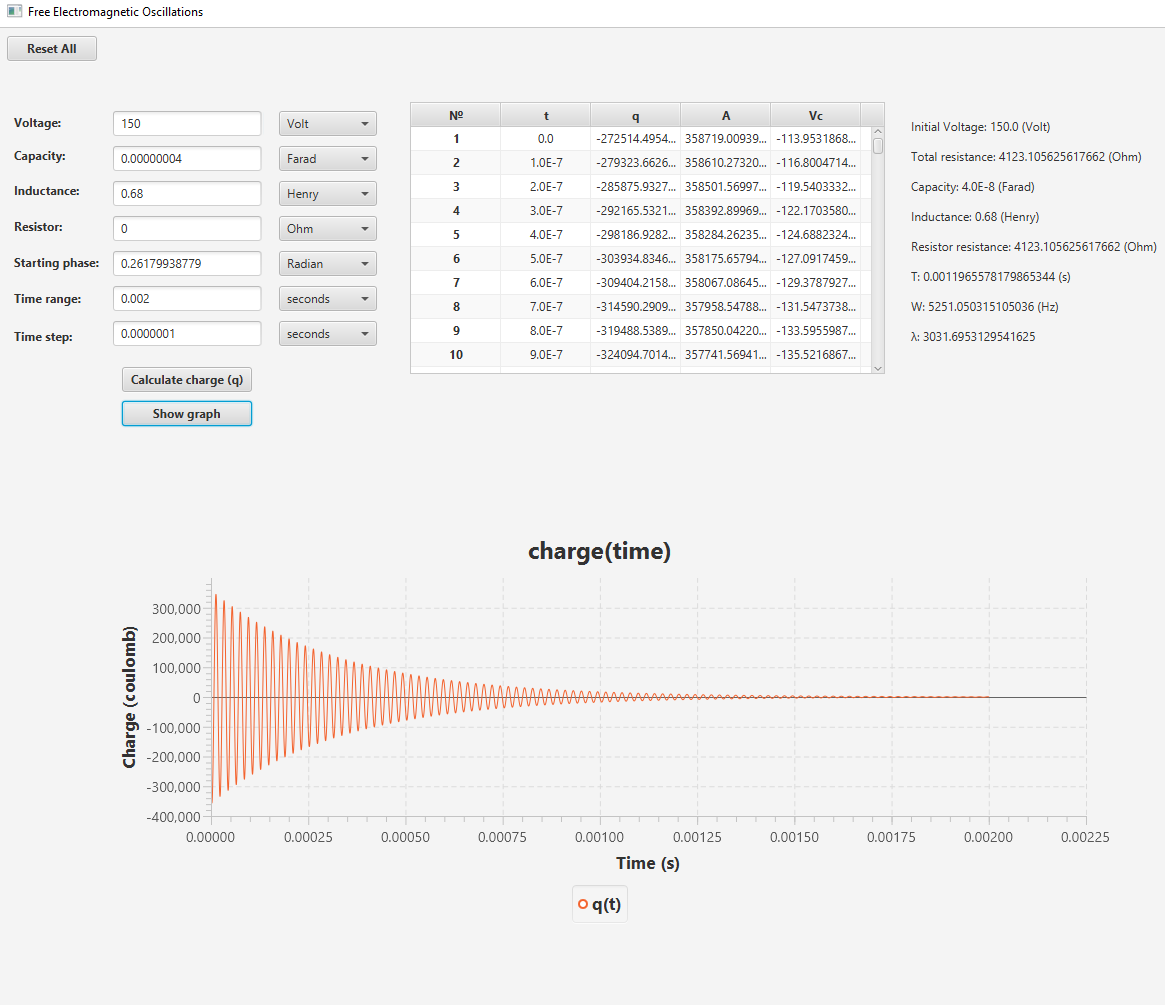 Free Electromagnetic Oscillations
Reset All
Voltage: 150 Volt
Capacity: 0.00000004 Farad
Inductance: 0.68 Henry
Resistor: 0 Ohm
Starting phase: 0.26179938779 Radian
Time range: 0.002 seconds
Time step: 0.0000001 seconds
Calculate charge (q)
Show graph
№ t q A Vc
1 0.0 -272514.4954... 358719.00939... -113.9531868...
2 1.0E-7 -279323.6626... 358610.27320... -116.8004714...
3 2.0E-7 -285875.9327... 358501.56997... -119.5403332...
4 3.0E-7 -292165.5321... 358392.89969... -122.1703580...
5 4.0E-7 -298186.9282... 358284.26235... -124.6882324...
6 5.0E-7 -303934.8346... 358175.65794... -127.0917459...
7 6.0E-7 -309404.2158... 358067.08645... -129.3787927...
8 7.0E-7 -314590.2909... 357958.54788... -131.5473738...
9 8.0E-7 -319488.5389... 357850.04220... -133.5955987...
10 9.0E-7 -324094.7014... 357741.56941... -135.5216867...
Initial Voltage: 150.0 (Volt)
Total resistance: 4123.105625617662 (Ohm)
Capacity: 4.0E-8 (Farad)
Inductance: 0.68 (Henry)
Resistor resistance: 4123.105625617662 (Ohm)
T: 0.0011965578179865344 (s)
W: 5251.050315105036 (Hz)
λ: 3031.6953129541625
charge(time)
Charge (coulomb)
300,000
200,000
100,000
0
-100,000
-200,000
-300,000
-400,000
0.00000 0.00025 0.00050 0.00075 0.00100 0.00125 0.00150 0.00175 0.00200 0.00225
Time (s)
q(t)